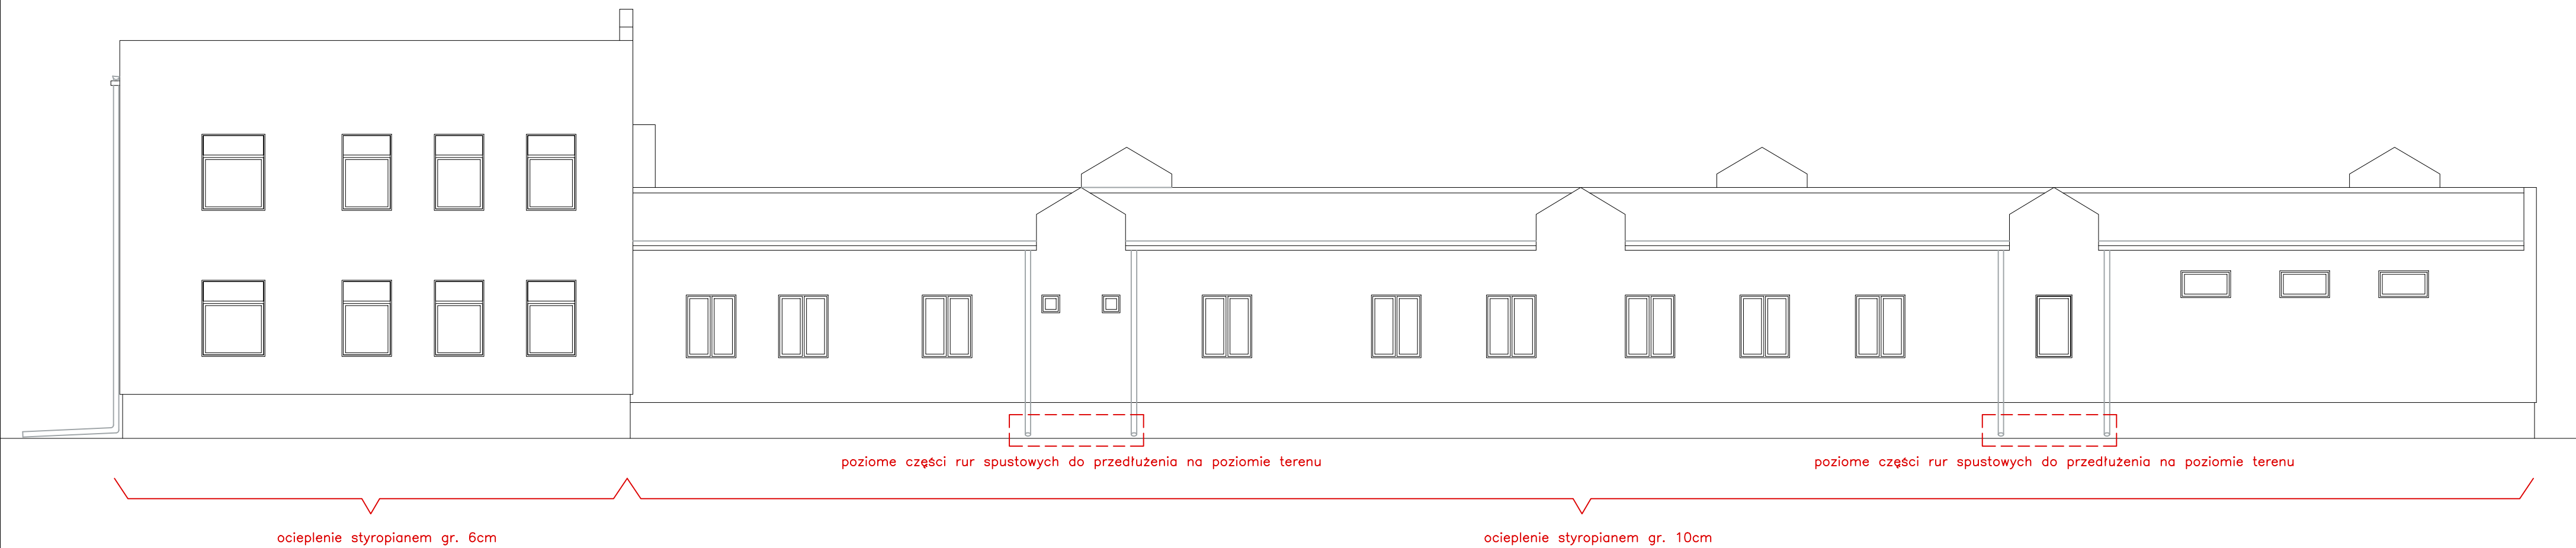 poziome części rur spustowych do przedłużenia na poziomie terenu
poziome części rur spustowych do przedłużenia na poziomie terenu
ocieplenie styropianem gr. 6cm
ocieplenie styropianem gr. 10cm